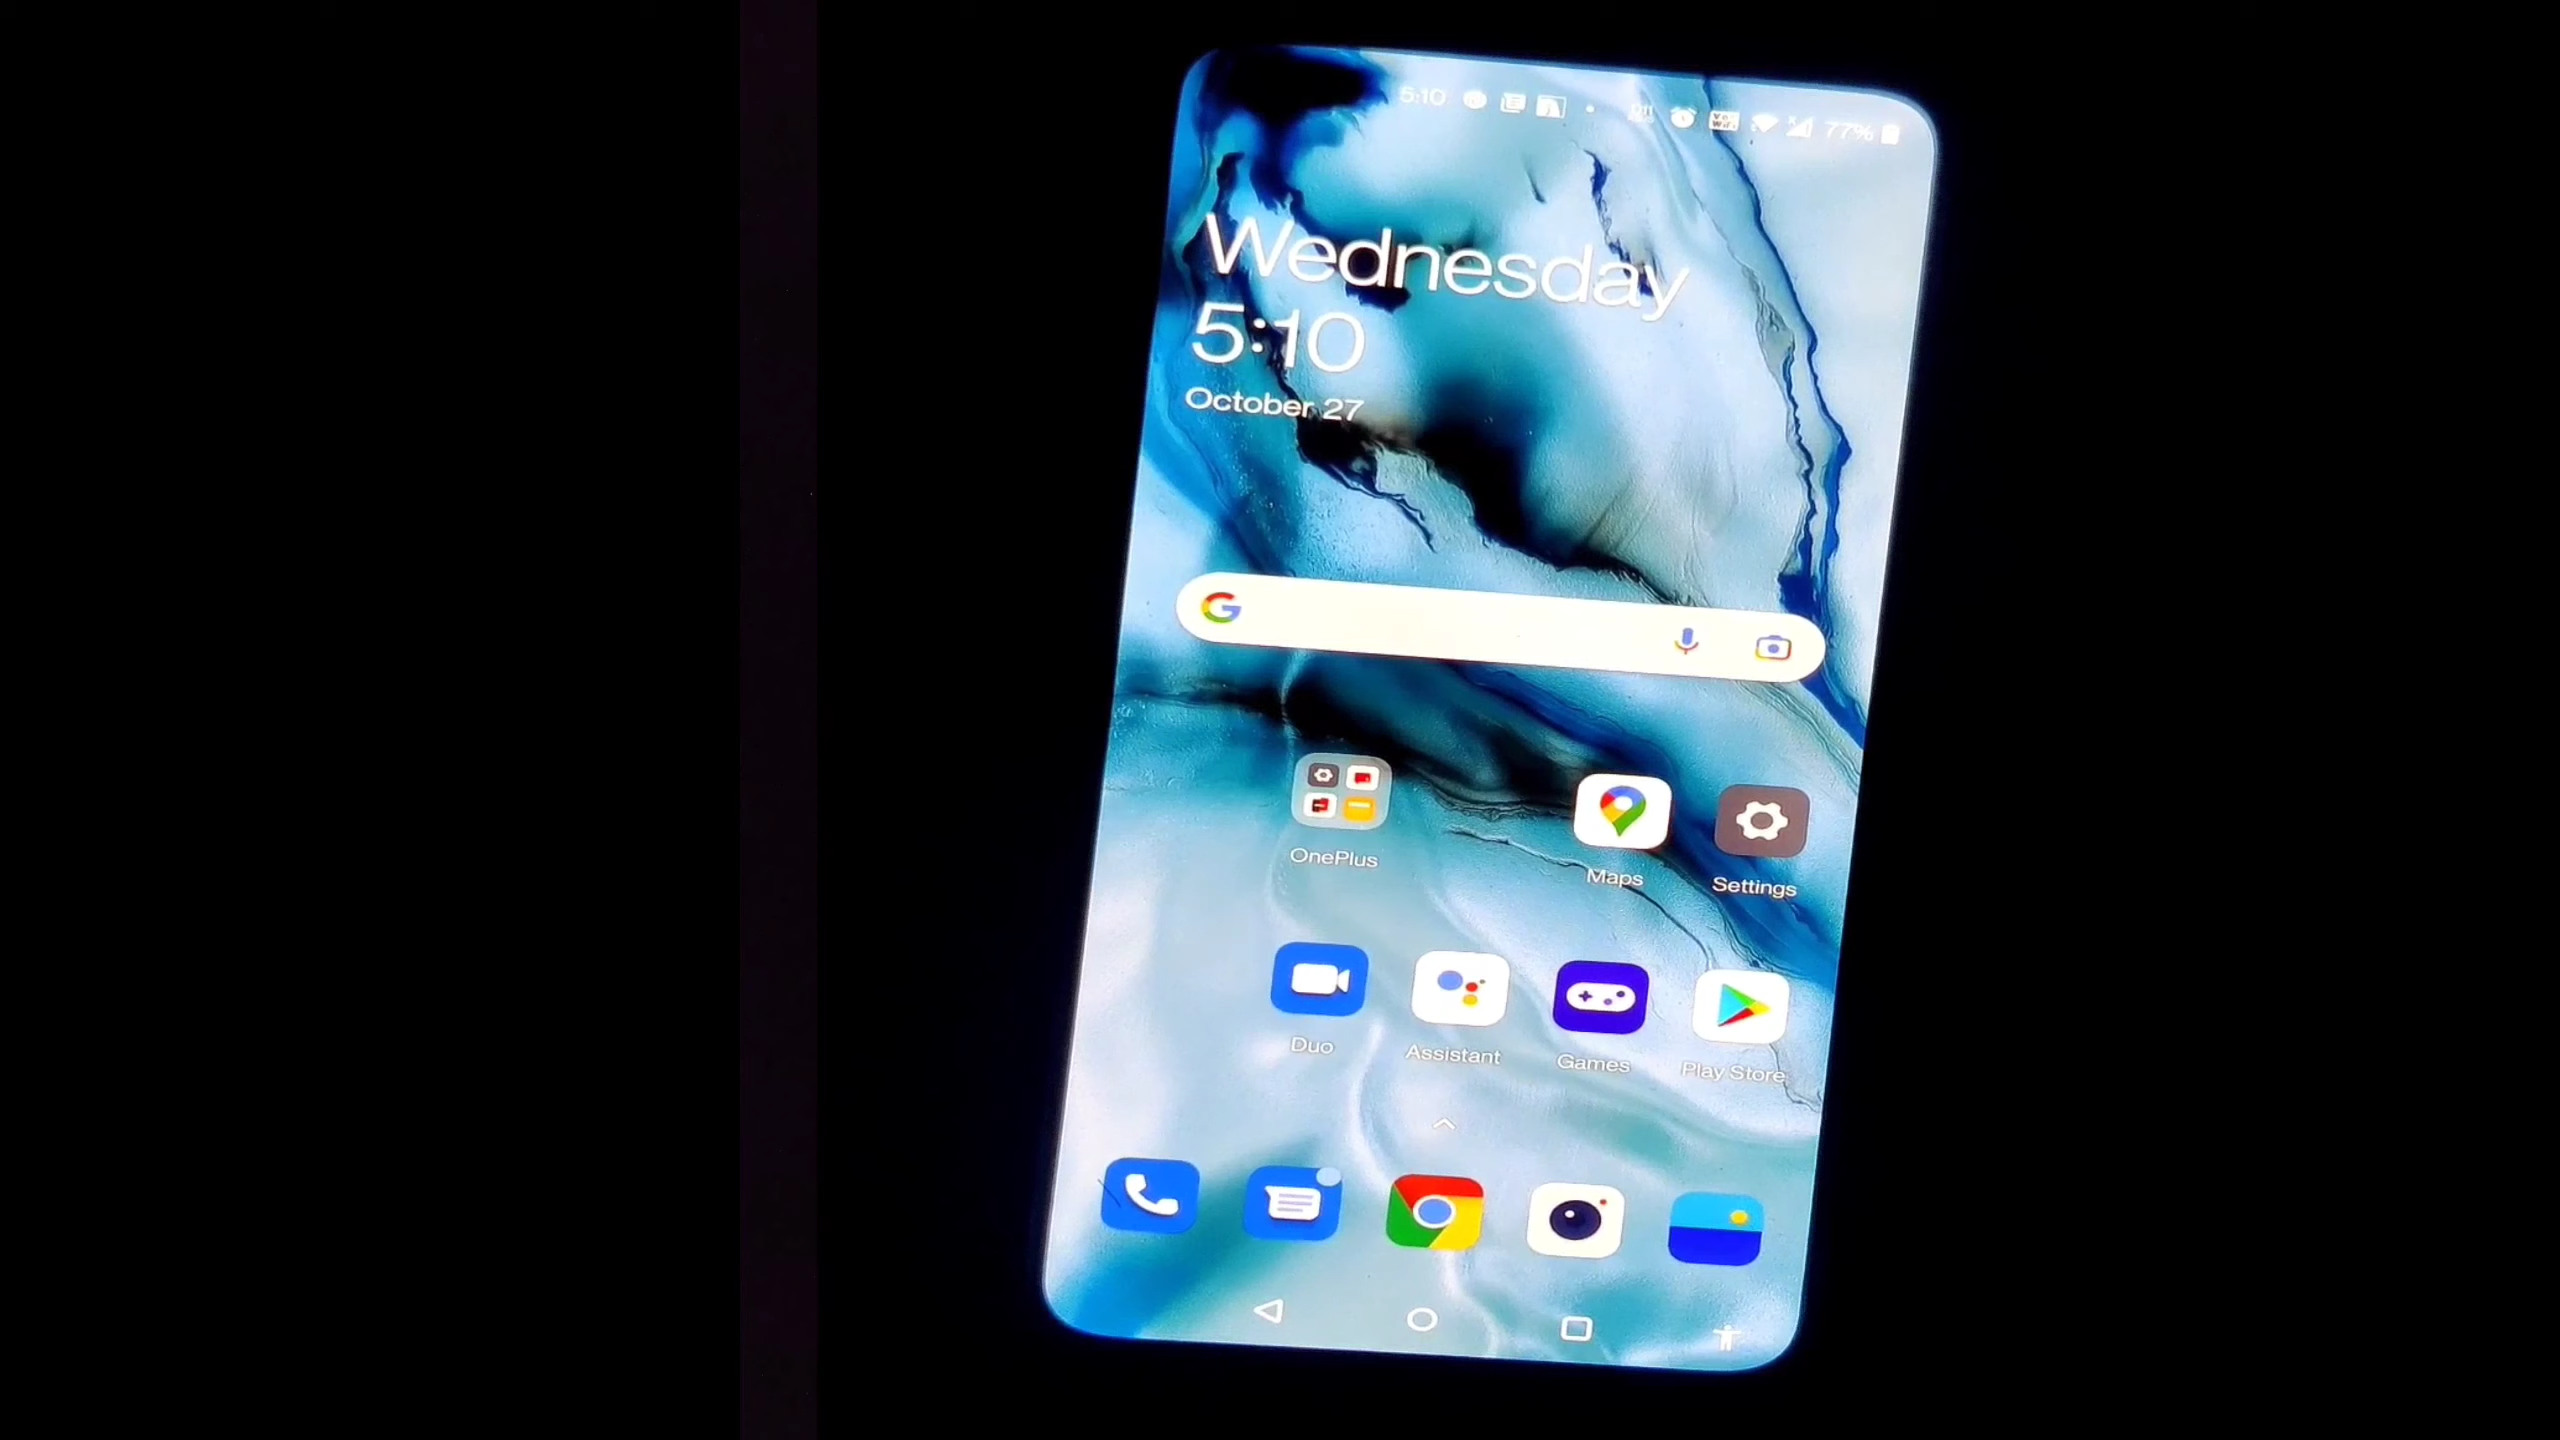 5:10 77%
Wednesday
5:10
October 27
OnePlus Maps Settings
Duo Assistant Games Play Store